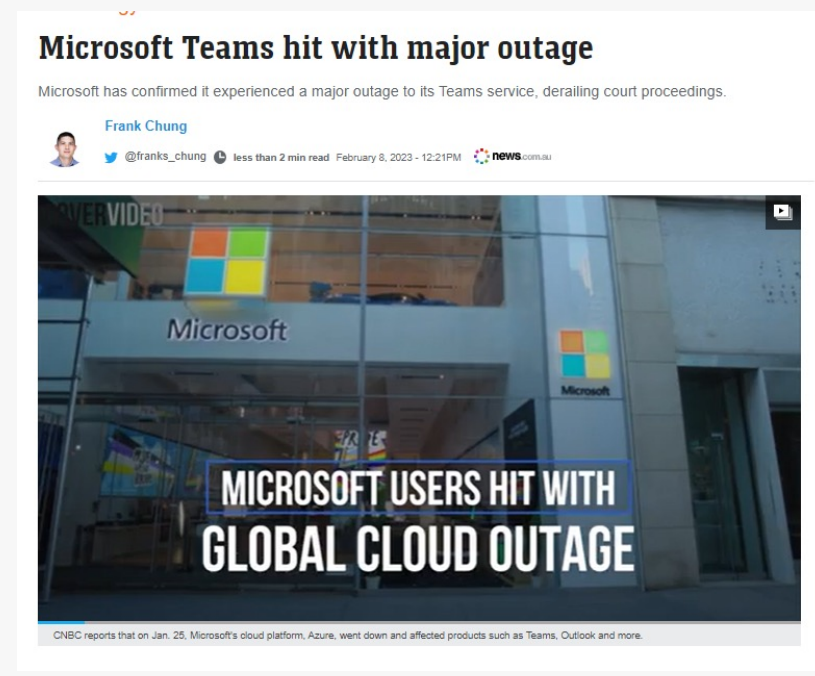 Microsoft Teams hit with major outage
Microsoft has confirmed it experienced a major outage to its Teams service, derailing court proceedings.
Frank Chung
@franks_chung less than 2 min read February 8, 2023 - 12:21PM news.com.au
OVERVIDEO
Microsoft
Microsoft
MICROSOFT USERS HIT WITH
GLOBAL CLOUD OUTAGE
CNBC reports that on Jan. 25, Microsoft's cloud platform, Azure, went down and affected products such as Teams, Outlook and more.